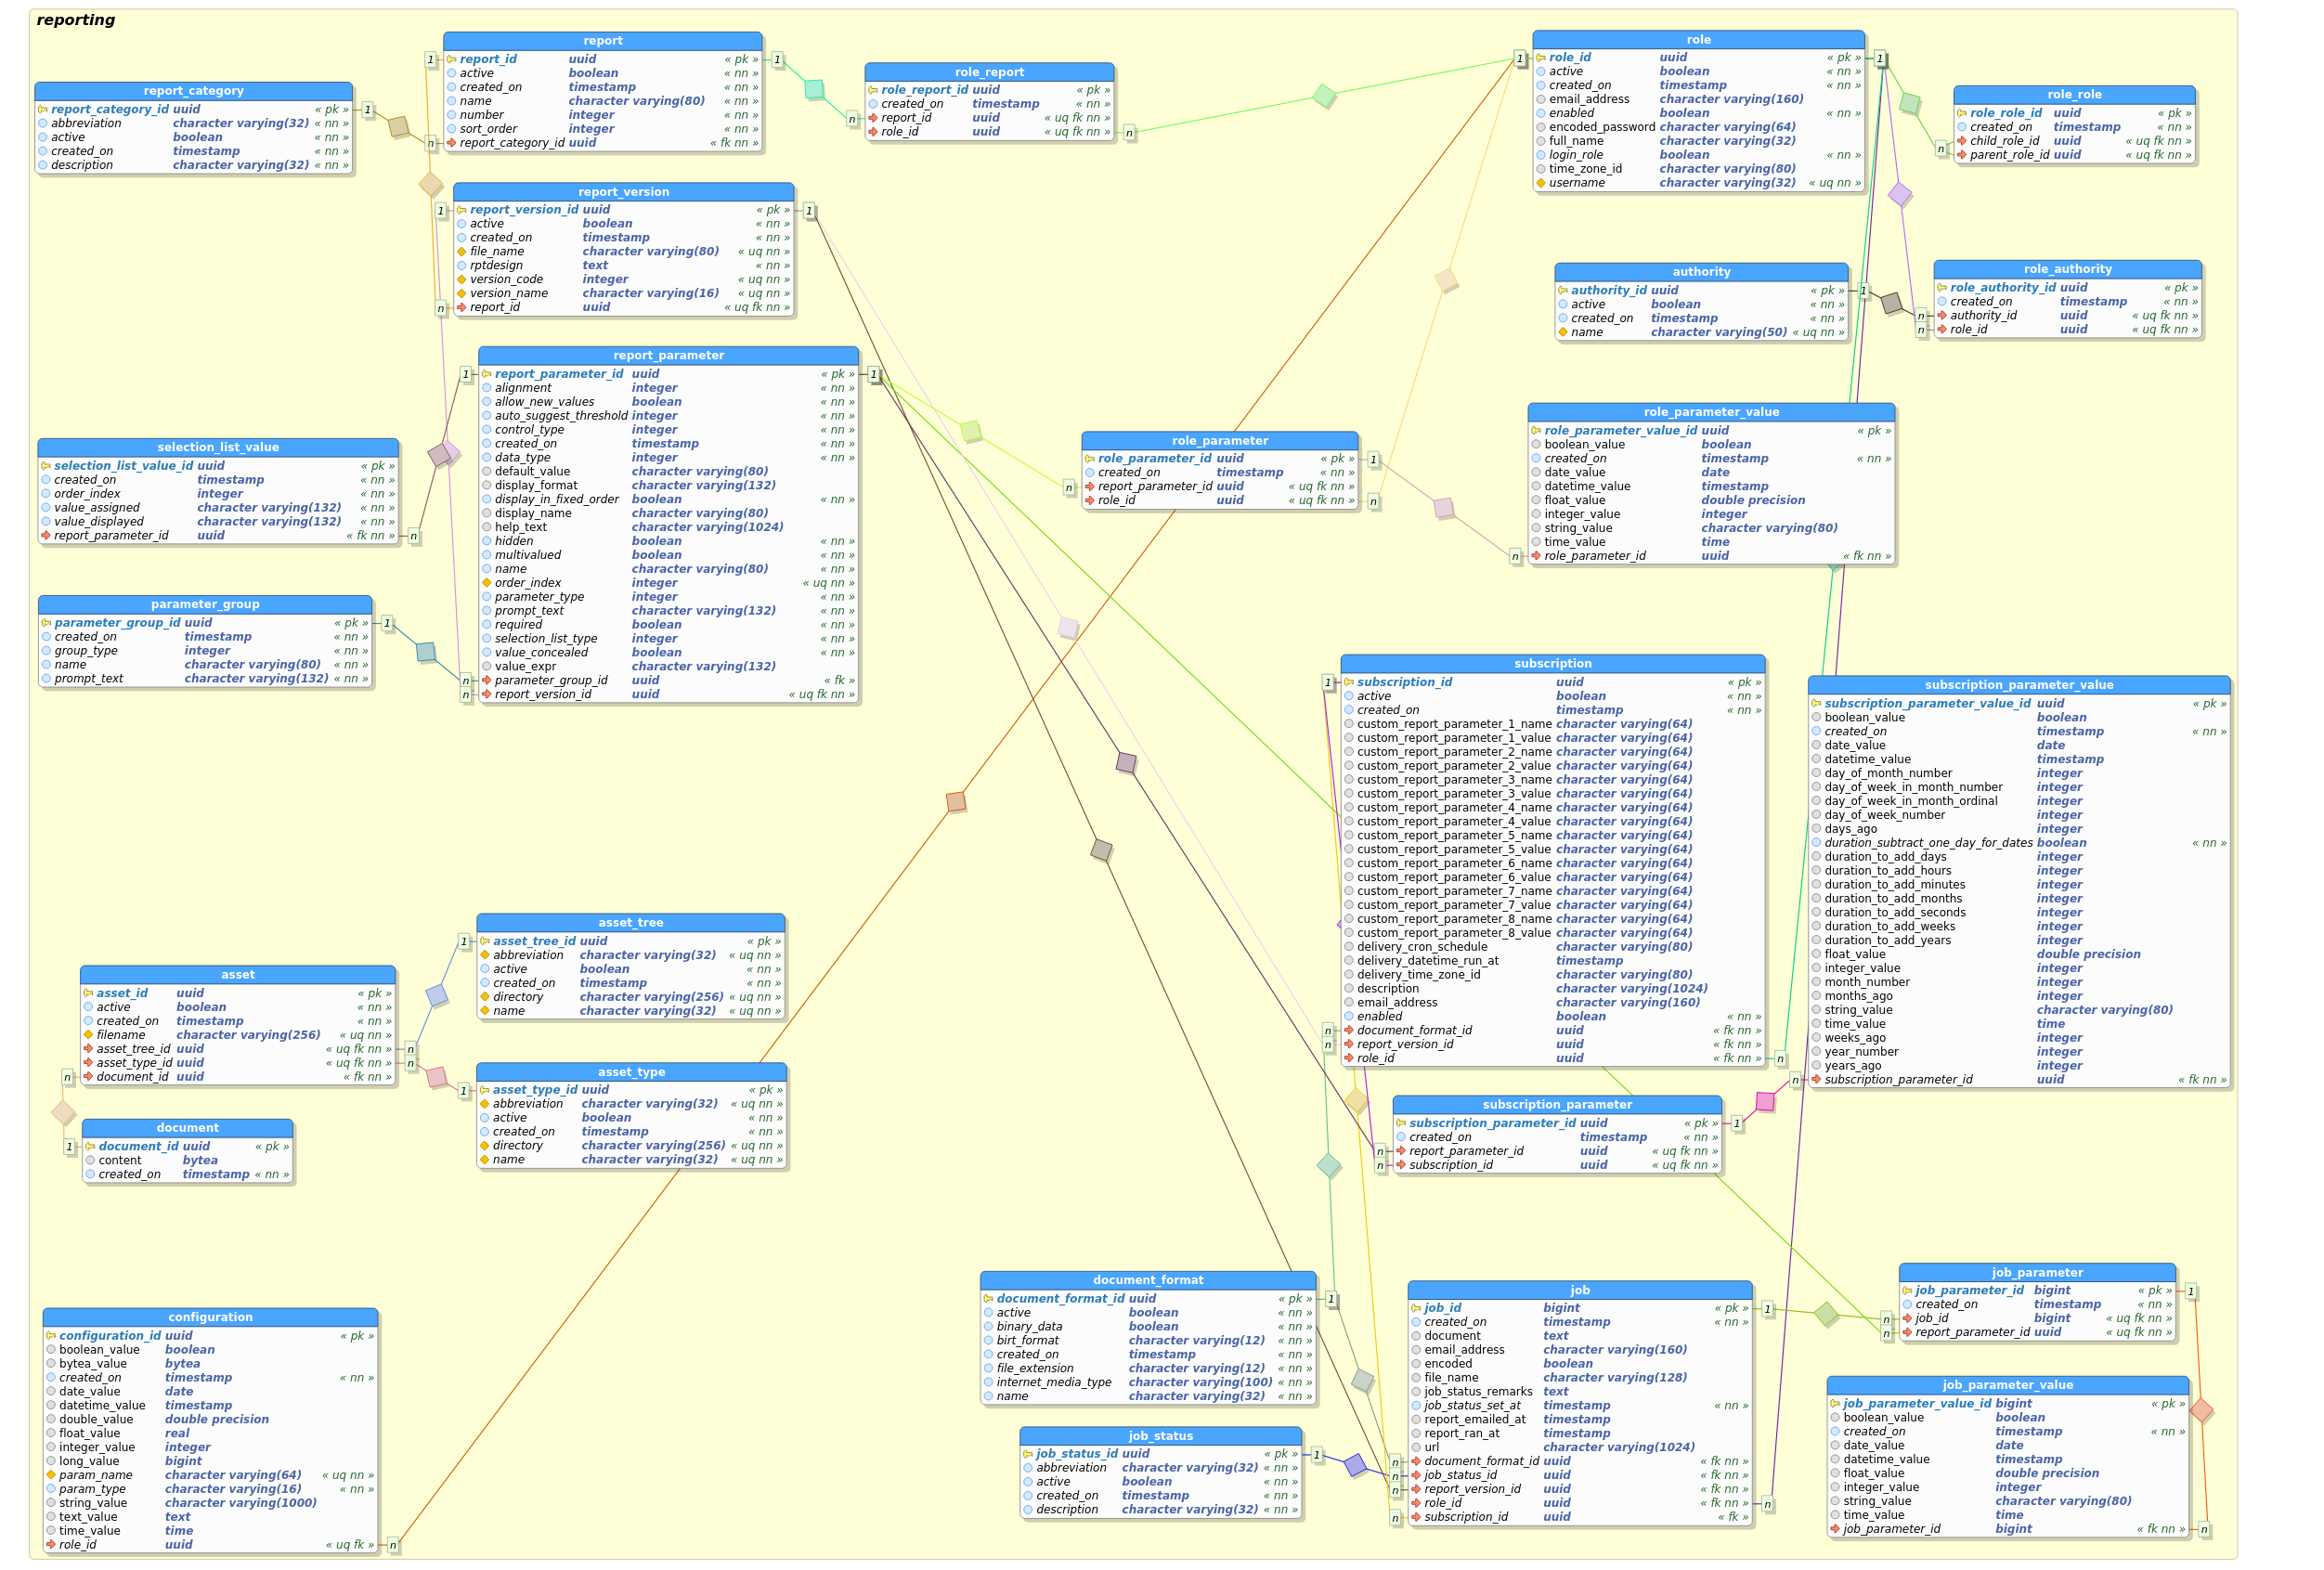 reporting
report
report_id uuid « pk »
active boolean « nn »
created_on timestamp « nn »
name character varying(80) « nn »
number integer « nn »
sort_order integer « nn »
report_category_id uuid « fk nn »
report_category
report_category_id uuid « pk »
abbreviation character varying(32) « nn »
active boolean « nn »
created_on timestamp « nn »
description character varying(32) « nn »
role_report
role_report_id uuid « pk »
created_on timestamp « nn »
report_id uuid « uq fk nn »
role_id uuid « uq fk nn »
role
role_id uuid « pk »
active boolean « nn »
created_on timestamp « nn »
email_address character varying(160)
enabled boolean « nn »
encoded_password character varying(64)
full_name character varying(32)
login_role boolean « nn »
time_zone_id character varying(80)
username character varying(32) « uq nn »
role_role
role_role_id uuid « pk »
created_on timestamp « nn »
child_role_id uuid « uq fk nn »
parent_role_id uuid « uq fk nn »
report_version
report_version_id uuid « pk »
active boolean « nn »
created_on timestamp « nn »
file_name character varying(80) « uq nn »
rptdesign text « nn »
version_code integer « uq nn »
version_name character varying(16) « uq nn »
report_id uuid « uq fk nn »
authority
authority_id uuid « pk »
active boolean « nn »
created_on timestamp « nn »
name character varying(50) « uq nn »
role_authority
role_authority_id uuid « pk »
created_on timestamp « nn »
authority_id uuid « uq fk nn »
role_id uuid « uq fk nn »
report_parameter
report_parameter_id uuid « pk »
alignment integer « nn »
allow_new_values boolean « nn »
auto_suggest_threshold integer « nn »
control_type integer « nn »
created_on timestamp « nn »
data_type integer « nn »
default_value character varying(80)
display_format character varying(132)
display_in_fixed_order boolean « nn »
display_name character varying(80)
help_text character varying(1024)
hidden boolean « nn »
multivalued boolean « nn »
name character varying(80) « nn »
order_index integer « uq nn »
parameter_type integer « nn »
prompt_text character varying(132) « nn »
required boolean « nn »
selection_list_type integer « nn »
value_concealed boolean « nn »
value_expr character varying(132)
parameter_group_id uuid « fk »
report_version_id uuid « uq fk nn »
selection_list_value
selection_list_value_id uuid « pk »
created_on timestamp « nn »
order_index integer « nn »
value_assigned character varying(132) « nn »
value_displayed character varying(132) « nn »
report_parameter_id uuid « fk nn »
role_parameter
role_parameter_id uuid « pk »
created_on timestamp « nn »
report_parameter_id uuid « uq fk nn »
role_id uuid « uq fk nn »
role_parameter_value
role_parameter_value_id uuid « pk »
boolean_value boolean
created_on timestamp « nn »
date_value date
datetime_value timestamp
float_value double precision
integer_value integer
string_value character varying(80)
time_value time
role_parameter_id uuid « fk nn »
parameter_group
parameter_group_id uuid « pk »
created_on timestamp « nn »
group_type integer « nn »
name character varying(80) « nn »
prompt_text character varying(132) « nn »
subscription
subscription_id uuid « pk »
active boolean « nn »
created_on timestamp « nn »
custom_report_parameter_1_name character varying(64)
custom_report_parameter_1_value character varying(64)
custom_report_parameter_2_name character varying(64)
custom_report_parameter_2_value character varying(64)
custom_report_parameter_3_name character varying(64)
custom_report_parameter_3_value character varying(64)
custom_report_parameter_4_name character varying(64)
custom_report_parameter_4_value character varying(64)
custom_report_parameter_5_name character varying(64)
custom_report_parameter_5_value character varying(64)
custom_report_parameter_6_name character varying(64)
custom_report_parameter_6_value character varying(64)
custom_report_parameter_7_name character varying(64)
custom_report_parameter_7_value character varying(64)
custom_report_parameter_8_name character varying(64)
custom_report_parameter_8_value character varying(64)
delivery_cron_schedule character varying(80)
delivery_datetime_run_at timestamp
delivery_time_zone_id character varying(80)
description character varying(1024)
email_address character varying(160)
enabled boolean « nn »
document_format_id uuid « fk nn »
report_version_id uuid « fk nn »
role_id uuid « fk nn »
subscription_parameter_value
subscription_parameter_value_id uuid « pk »
boolean_value boolean
created_on timestamp « nn »
date_value date
datetime_value timestamp
day_of_month_number integer
day_of_week_in_month_number integer
day_of_week_in_month_ordinal integer
day_of_week_number integer
days_ago integer
duration_subtract_one_day_for_dates boolean « nn »
duration_to_add_days integer
duration_to_add_hours integer
duration_to_add_minutes integer
duration_to_add_months integer
duration_to_add_seconds integer
duration_to_add_weeks integer
duration_to_add_years integer
float_value double precision
integer_value integer
month_number integer
months_ago integer
string_value character varying(80)
time_value time
weeks_ago integer
year_number integer
years_ago integer
subscription_parameter_id uuid « fk nn »
asset_tree
asset_tree_id uuid « pk »
abbreviation character varying(32) « uq nn »
active boolean « nn »
created_on timestamp « nn »
directory character varying(256) « uq nn »
name character varying(32) « uq nn »
asset
asset_id uuid « pk »
active boolean « nn »
created_on timestamp « nn »
filename character varying(256) « uq nn »
asset_tree_id uuid « uq fk nn »
asset_type_id uuid « uq fk nn »
document_id uuid « fk nn »
asset_type
asset_type_id uuid « pk »
abbreviation character varying(32) « uq nn »
active boolean « nn »
created_on timestamp « nn »
directory character varying(256) « uq nn »
name character varying(32) « uq nn »
document
document_id uuid « pk »
content bytea
created_on timestamp « nn »
subscription_parameter
subscription_parameter_id uuid « pk »
created_on timestamp « nn »
report_parameter_id uuid « uq fk nn »
subscription_id uuid « uq fk nn »
configuration
configuration_id uuid « pk »
boolean_value boolean
bytea_value bytea
created_on timestamp « nn »
date_value date
datetime_value timestamp
double_value double precision
float_value real
integer_value integer
long_value bigint
param_name character varying(64) « uq nn »
param_type character varying(16) « nn »
string_value character varying(1000)
text_value text
time_value time
role_id uuid « uq fk »
document_format
document_format_id uuid « pk »
active boolean « nn »
binary_data boolean « nn »
birt_format character varying(12) « nn »
created_on timestamp « nn »
file_extension character varying(12) « nn »
internet_media_type character varying(100) « nn »
name character varying(32) « nn »
job_status
job_status_id uuid « pk »
abbreviation character varying(32) « nn »
active boolean « nn »
created_on timestamp « nn »
description character varying(32) « nn »
job
job_id bigint « pk »
created_on timestamp « nn »
document text
email_address character varying(160)
encoded boolean
file_name character varying(128)
job_status_remarks text
job_status_set_at timestamp « nn »
report_emailed_at timestamp
report_ran_at timestamp
url character varying(1024)
document_format_id uuid « fk nn »
job_status_id uuid « fk nn »
report_version_id uuid « fk nn »
role_id uuid « fk nn »
subscription_id uuid « fk »
job_parameter
job_parameter_id bigint « pk »
created_on timestamp « nn »
job_id bigint « uq fk nn »
report_parameter_id uuid « uq fk nn »
job_parameter_value
job_parameter_value_id bigint « pk »
boolean_value boolean
created_on timestamp « nn »
date_value date
datetime_value timestamp
float_value double precision
integer_value integer
string_value character varying(80)
time_value time
job_parameter_id bigint « fk nn »